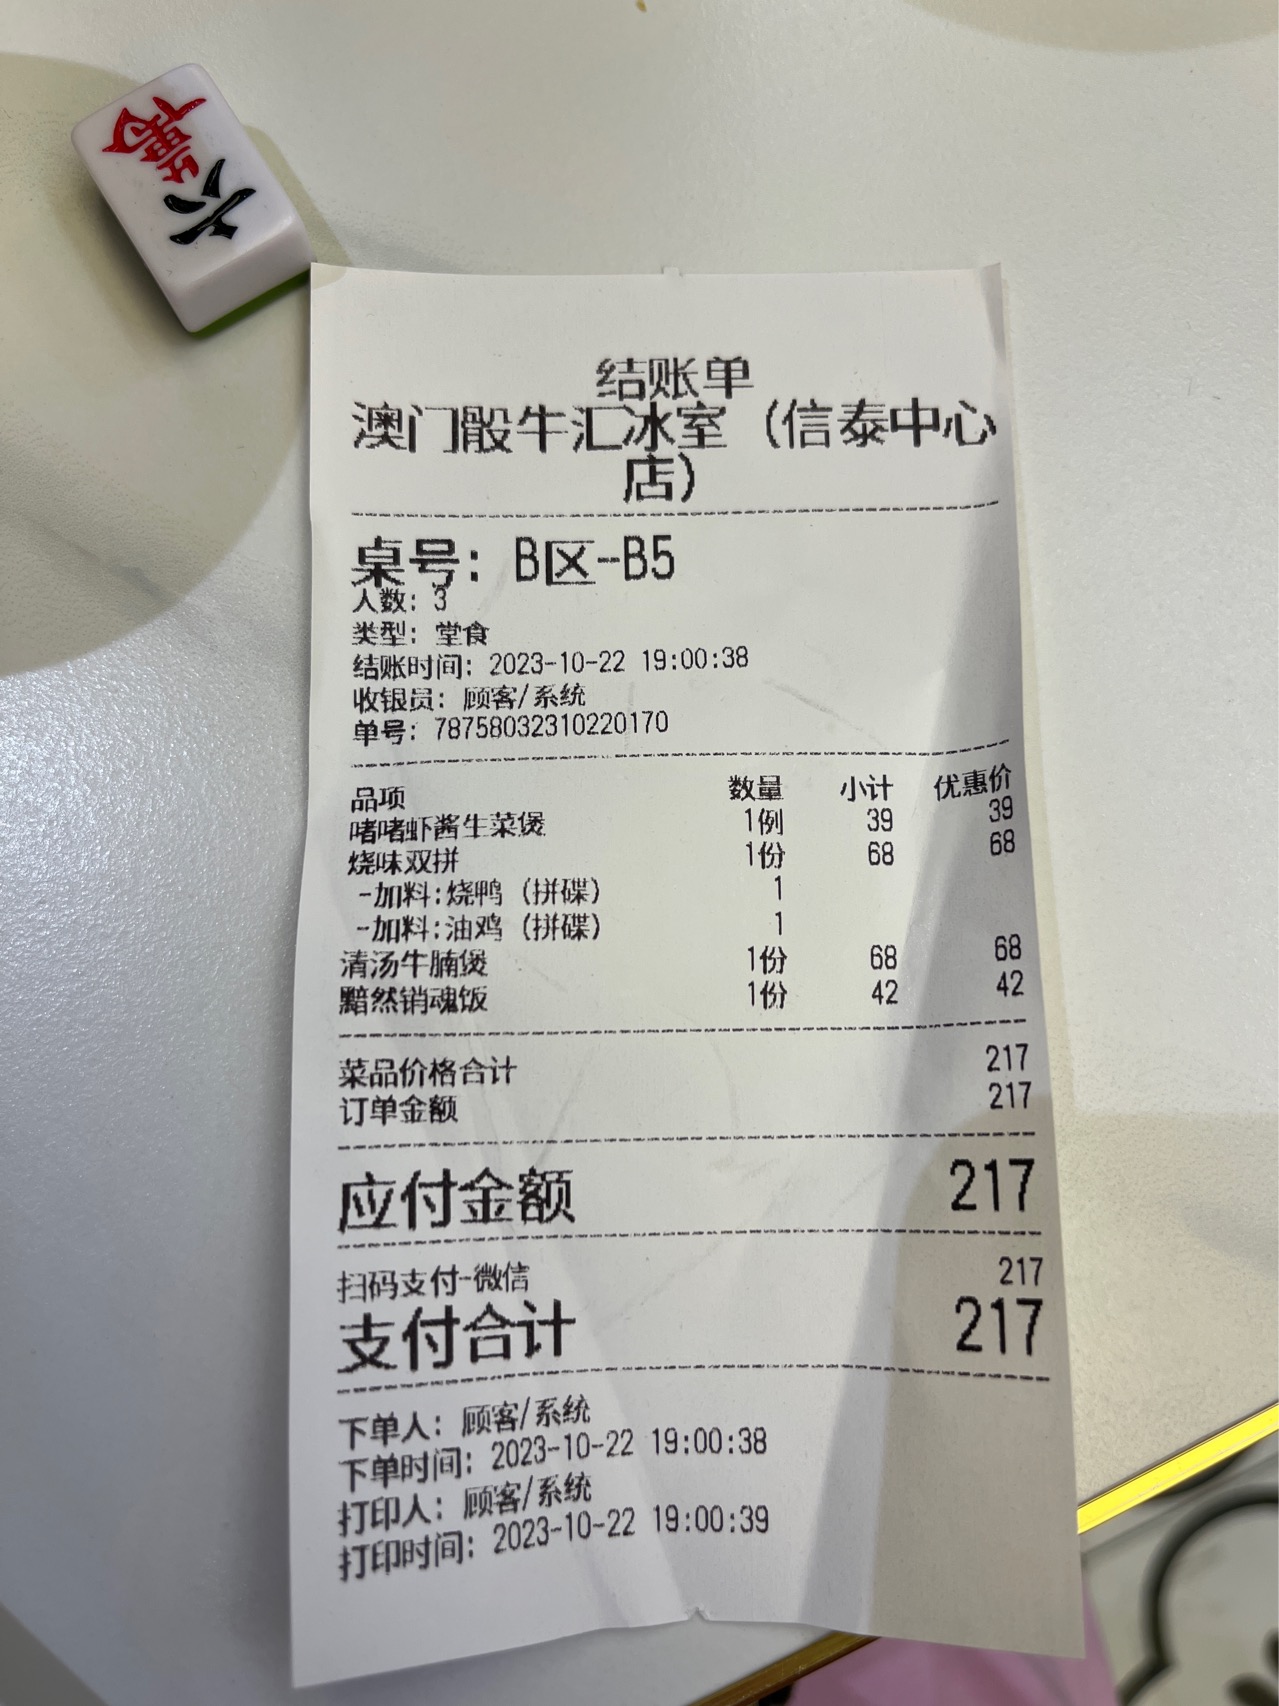 六萬
结账单
澳门骰牛汇冰室（信泰中心
店）
桌号：B区-B5
人数：3
类型：堂食
结账时间：2023-10-22 19:00:38
收银员：顾客/系统
单号：78758032310220170
品项 数量 小计 优惠价
啫啫虾酱生菜煲 1例 39 39
烧味双拼 1份 68 68
-加料:烧鸭（拼碟） 1
-加料:油鸡（拼碟） 1
清汤牛腩煲 1份 68 68
黯然销魂饭 1份 42 42
菜品价格合计 217
订单金额 217
应付金额 217
扫码支付-微信 217
支付合计 217
下单人：顾客/系统
下单时间：2023-10-22 19:00:38
打印人：顾客/系统
打印时间：2023-10-22 19:00:39